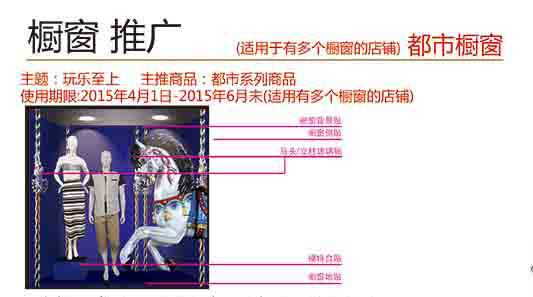 橱窗 推广
(适用于有多个橱窗的店铺) 都市橱窗
主题：玩乐至上 主推商品：都市系列商品
使用期限:2015年4月1日-2015年6月末(适用有多个橱窗的店铺)
橱窗背景贴
橱窗侧贴
马头/立柱玻璃贴
模特台贴
橱窗地贴